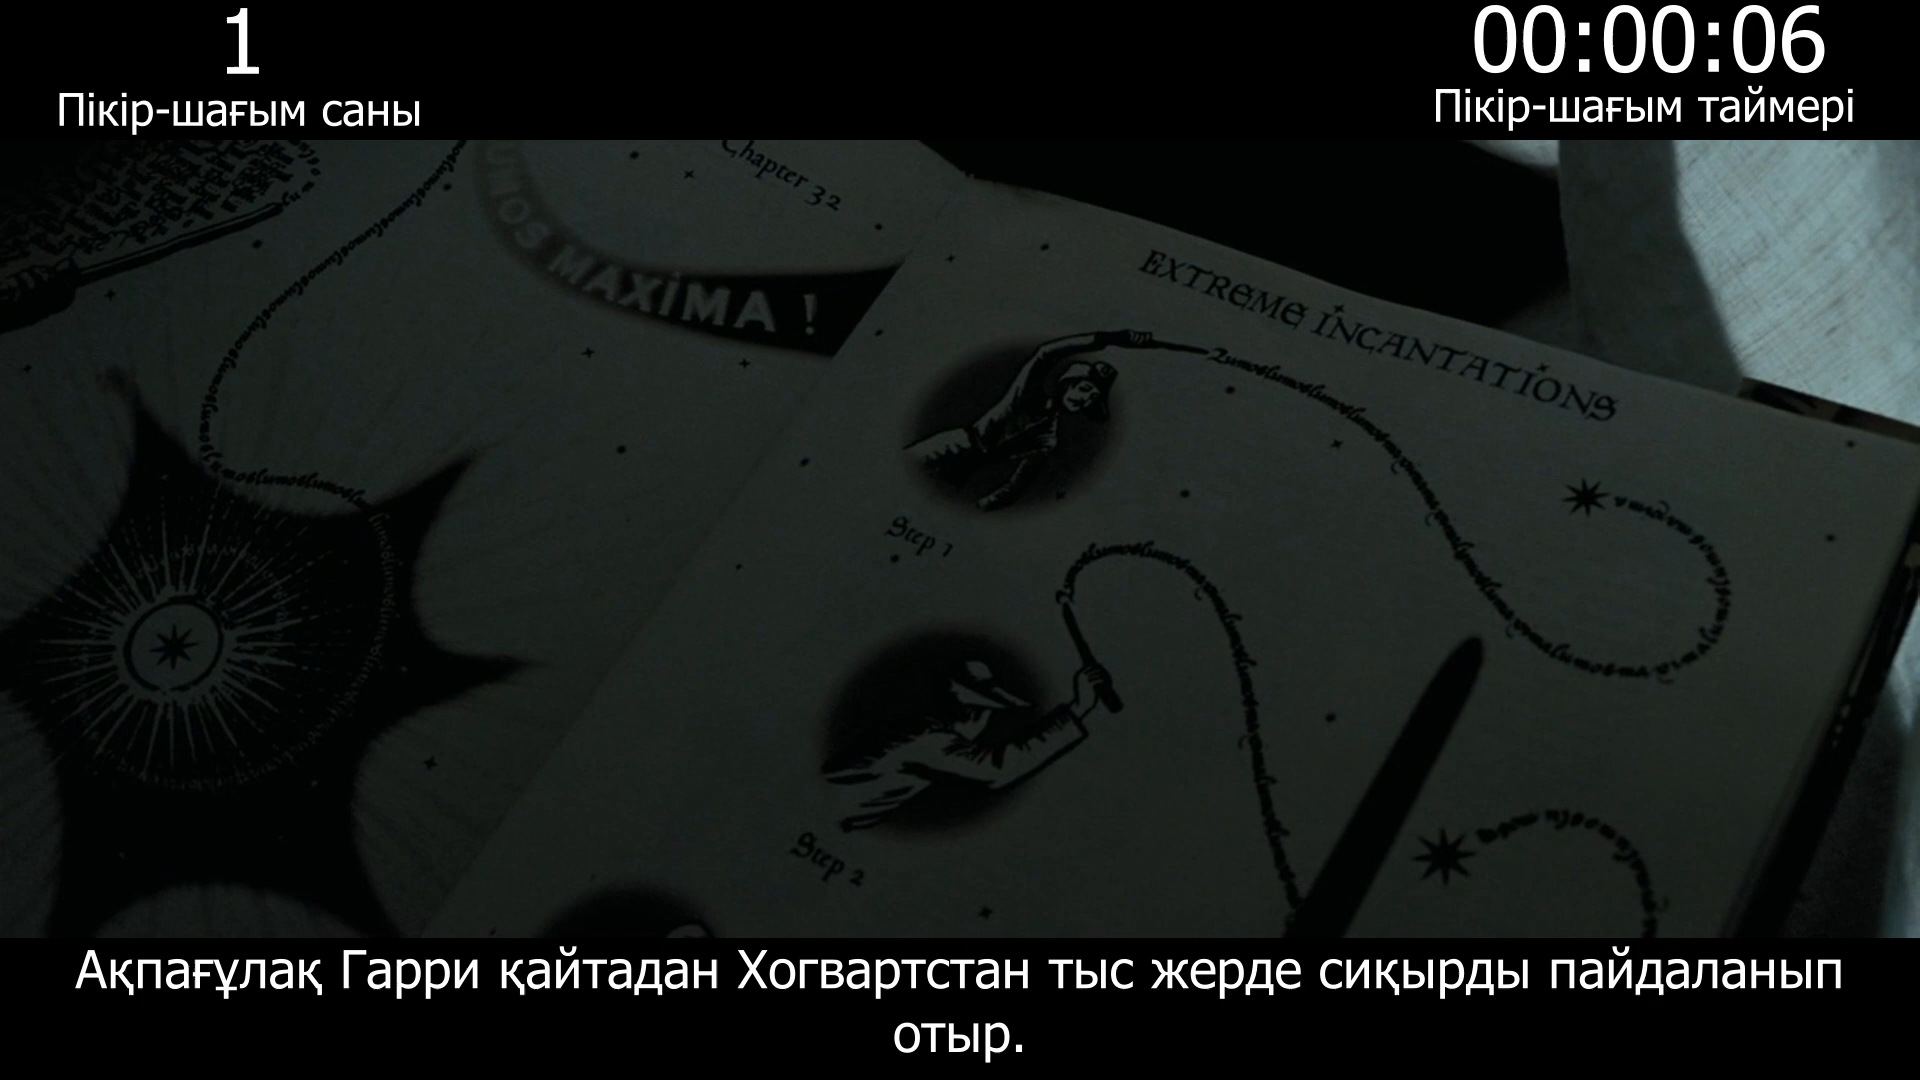 1
Пікір-шағым саны
00:00:06
Пікір-шағым таймері
Chapter 32
LUMOS MAXIMA !
EXTREME INCANTATIONS
Step 1
Step 2
Ақпағұлақ Гарри қайтадан Хогвартстан тыс жерде сиқырды пайдаланып
отыр.